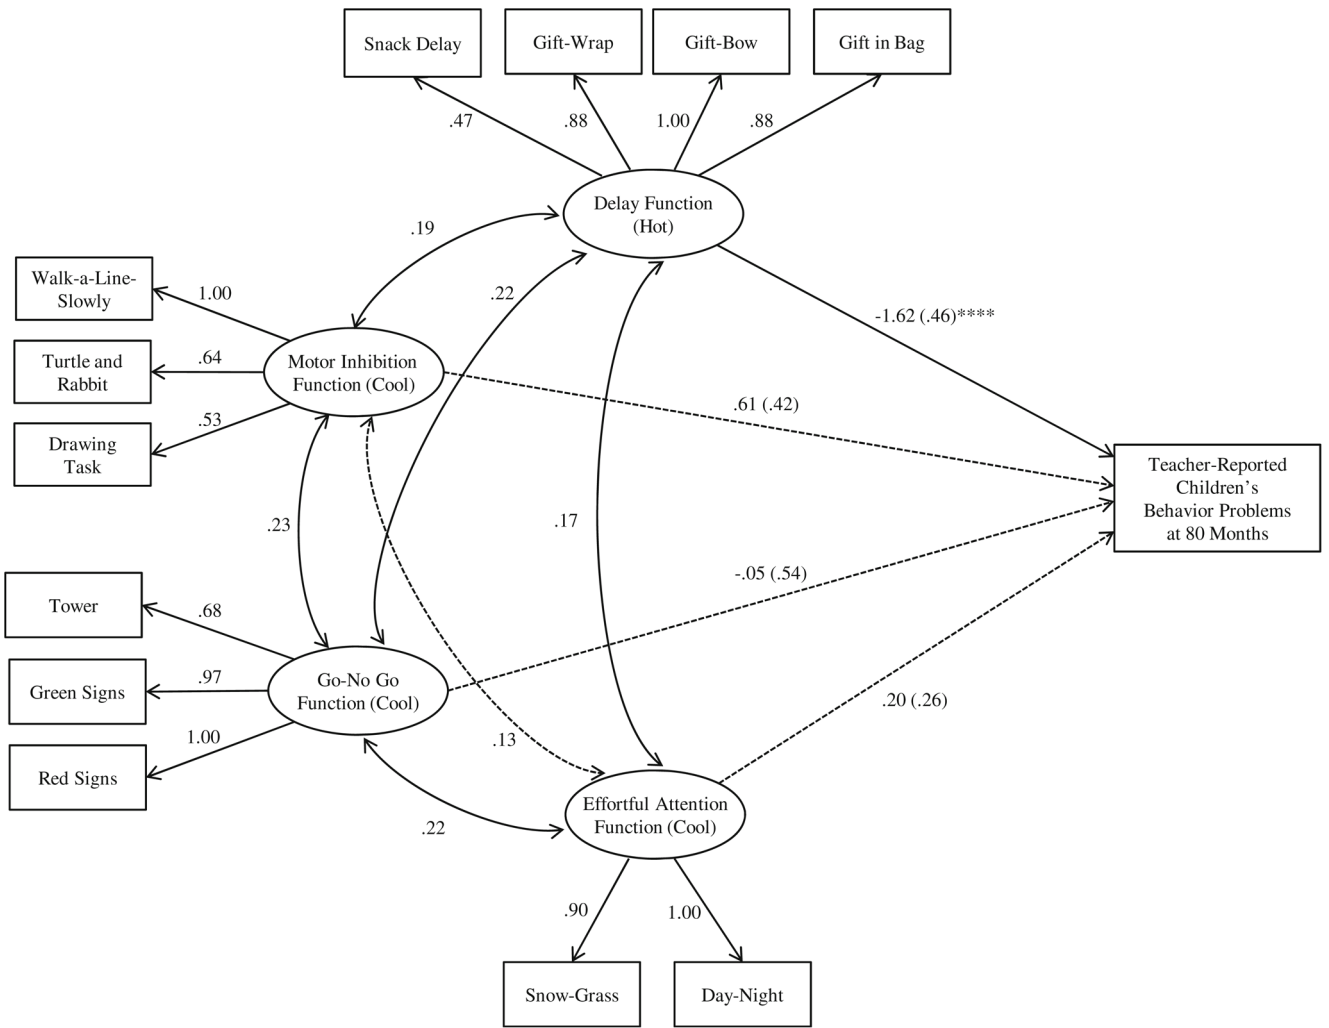 Snack Delay
Gift-Wrap
Gift-Bow
Gift in Bag
.47
.88
1.00
.88
Delay Function
(Hot)
.19
Walk-a-Line-
Slowly
1.00
.22
-1.62 (.46)****
Turtle and
Rabbit
.64
Motor Inhibition
Function (Cool)
.61 (.42)
Drawing
Task
.53
Teacher-Reported
Children’s
Behavior Problems
at 80 Months
.23
.17
-.05 (.54)
Tower
.68
Green Signs
.97
Go-No Go
Function (Cool)
.20 (.26)
Red Signs
1.00
.13
.22
Effortful Attention
Function (Cool)
.90
1.00
Snow-Grass
Day-Night